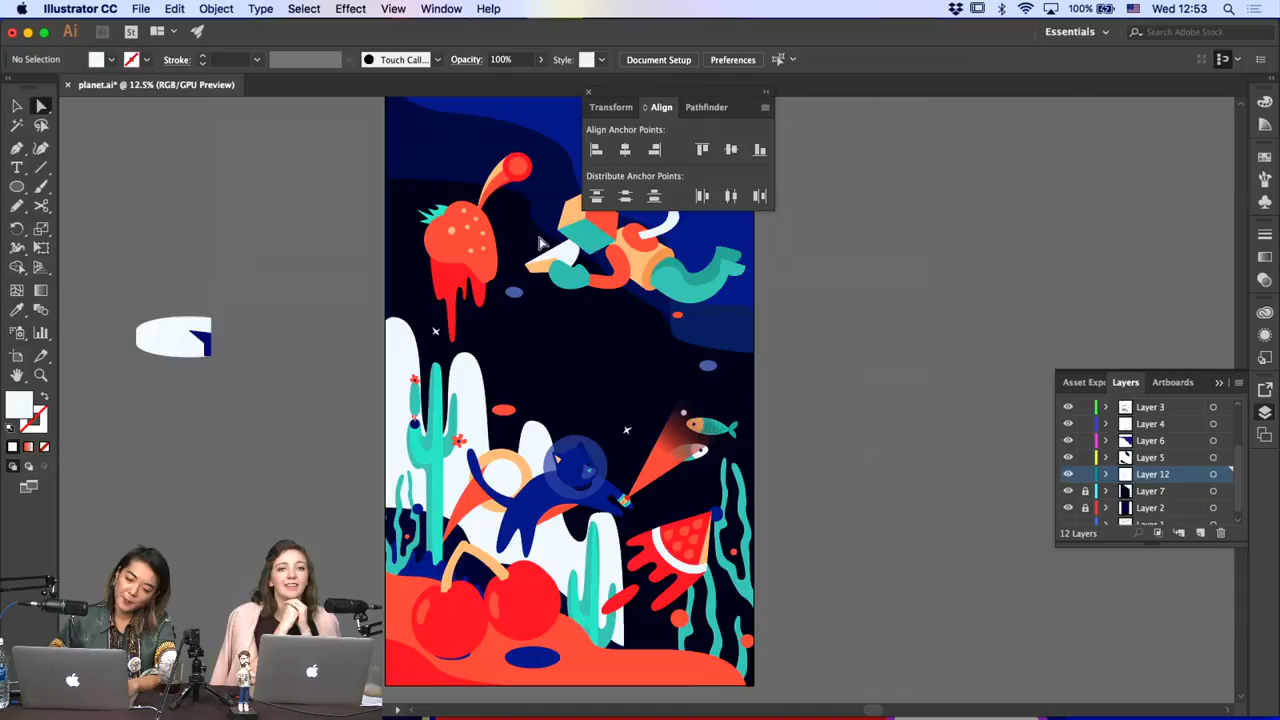 Illustrator CC File Edit Object Type Select Effect View Window Help 100% Wed 12:53
Ai Br St Essentials Search Adobe Stock
No Selection Stroke: Touch Call... Opacity: 100% Style: Document Setup Preferences
× planet.ai* @ 12.5% (RGB/GPU Preview)
Transform Align Pathfinder
Align Anchor Points:
Distribute Anchor Points:
Asset Expo Layers Artboards
Layer 3
Layer 4
Layer 6
Layer 5
Layer 12
Layer 7
Layer 2
12 Layers